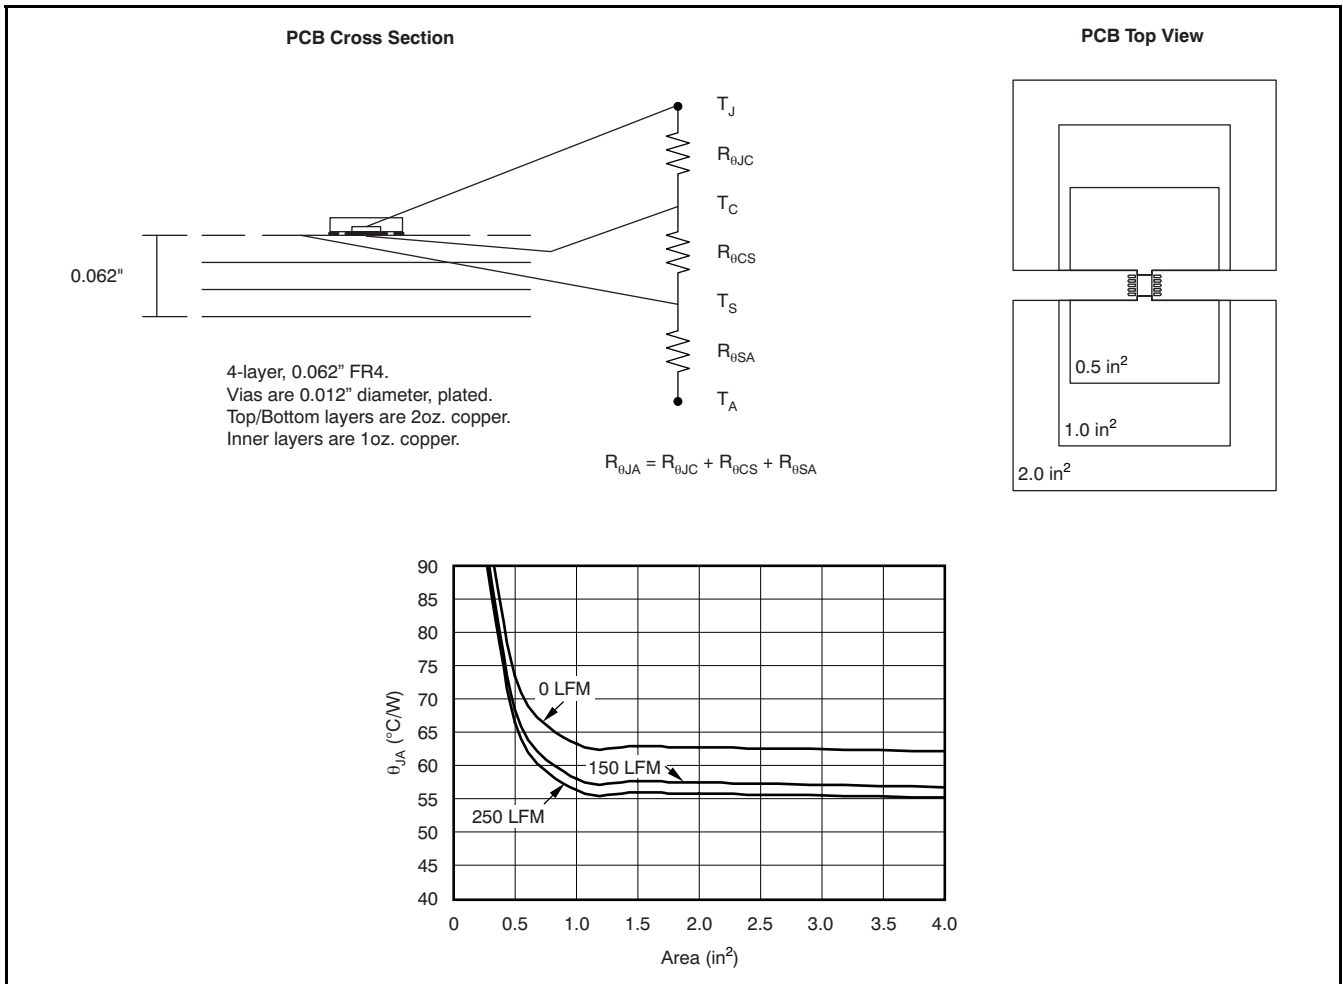 PCB Cross Section
PCB Top View
T_J
R_θJC
T_C
R_θCS
T_S
R_θSA
T_A
0.062"
4-layer, 0.062” FR4.
Vias are 0.012” diameter, plated.
Top/Bottom layers are 2oz. copper.
Inner layers are 1oz. copper.
R_θJA = R_θJC + R_θCS + R_θSA
0.5 in²
1.0 in²
2.0 in²
90
85
80
75
70
65
60
55
50
45
40
θ_JA (°C/W)
0 LFM
150 LFM
250 LFM
0 0.5 1.0 1.5 2.0 2.5 3.0 3.5 4.0
Area (in²)